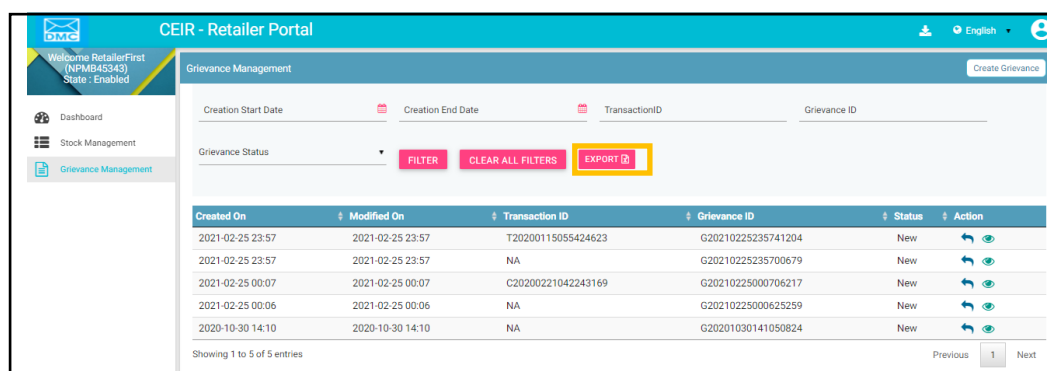 DMC
CEIR - Retailer Portal
English
Welcome RetailerFirst
(NPMB45343)
State : Enabled
Grievance Management
Create Grievance
Dashboard
Stock Management
Grievance Management
Creation Start Date
Creation End Date
TransactionID
Grievance ID
Grievance Status
FILTER
CLEAR ALL FILTERS
EXPORT
Created On Modified On Transaction ID Grievance ID Status Action
2021-02-25 23:57 2021-02-25 23:57 T20200115055424623 G20210225235741204 New
2021-02-25 23:57 2021-02-25 23:57 NA G20210225235700679 New
2021-02-25 00:07 2021-02-25 00:07 C20200221042243169 G20210225000706217 New
2021-02-25 00:06 2021-02-25 00:06 NA G20210225000625259 New
2020-10-30 14:10 2020-10-30 14:10 NA G20201030141050824 New
Showing 1 to 5 of 5 entries
Previous 1 Next